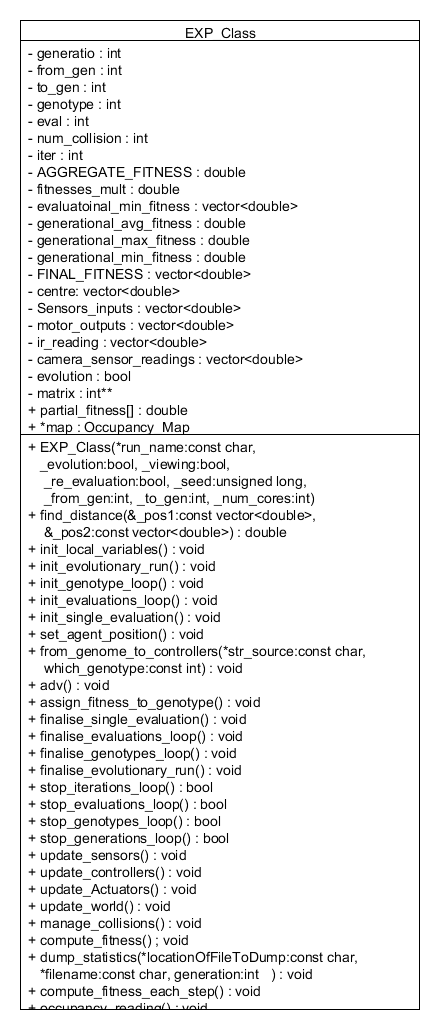 EXP_Class
- generatio : int
- from_gen : int
- to_gen : int
- genotype : int
- eval : int
- num_collision : int
- iter : int
- AGGREGATE_FITNESS : double
- fitnesses_mult : double
- evaluatoinal_min_fitness : vector<double>
- generational_avg_fitness : double
- generational_max_fitness : double
- generational_min_fitness : double
- FINAL_FITNESS : vector<double>
- centre: vector<double>
- Sensors_inputs : vector<double>
- motor_outputs : vector<double>
- ir_reading : vector<double>
- camera_sensor_readings : vector<double>
- evolution : bool
- matrix : int**
+ partial_fitness[] : double
+ *map : Occupancy_Map
+ EXP_Class(*run_name:const char,
_evolution:bool, _viewing:bool,
_re_evaluation:bool, _seed:unsigned long,
_from_gen:int, _to_gen:int, _num_cores:int)
+ find_distance(&_pos1:const vector<double>,
&_pos2:const vector<double>) : double
+ init_local_variables() : void
+ init_evolutionary_run() : void
+ init_genotype_loop() : void
+ init_evaluations_loop() : void
+ init_single_evaluation() : void
+ set_agent_position() : void
+ from_genome_to_controllers(*str_source:const char,
which_genotype:const int) : void
+ adv() : void
+ assign_fitness_to_genotype() : void
+ finalise_single_evaluation() : void
+ finalise_evaluations_loop() : void
+ finalise_genotypes_loop() : void
+ finalise_evolutionary_run() : void
+ stop_iterations_loop() : bool
+ stop_evaluations_loop() : bool
+ stop_genotypes_loop() : bool
+ stop_generations_loop() : bool
+ update_sensors() : void
+ update_controllers() : void
+ update_Actuators() : void
+ update_world() : void
+ manage_collisions() : void
+ compute_fitness() ; void
+ dump_statistics(*locationOfFileToDump:const char,
*filename:const char, generation:int ) : void
+ compute_fitness_each_step() : void
+ occupancy_reading() : void